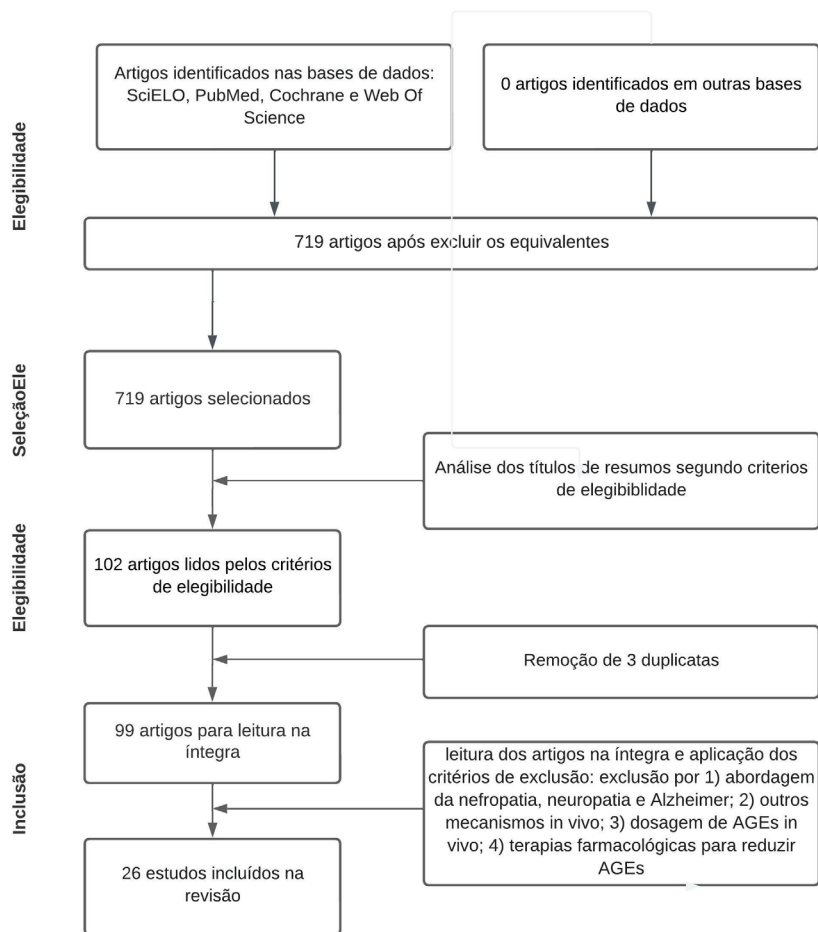 Artigos identificados nas bases de dados:
SciELO, PubMed, Cochrane e Web Of
Science
0 artigos identificados em outras bases
de dados
Elegibilidade
719 artigos após excluir os equivalentes
SeleçãoEle
719 artigos selecionados
Análise dos títulos de resumos segundo criterios
de elegibiblidade
Elegibilidade
102 artigos lidos pelos critérios
de elegibilidade
Remoção de 3 duplicatas
99 artigos para leitura na
íntegra
Inclusão
leitura dos artigos na íntegra e aplicação dos
critérios de exclusão: exclusão por 1) abordagem
da nefropatia, neuropatia e Alzheimer; 2) outros
mecanismos in vivo; 3) dosagem de AGEs in
vivo; 4) terapias farmacológicas para reduzir
AGEs
26 estudos incluídos na
revisão